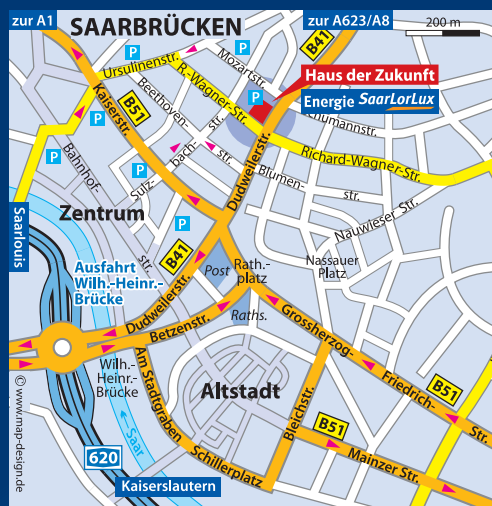 zur A1
SAARBRÜCKEN
zur A623/A8
200 m
P
P
B41
Ursulinenstr.
Mozartstr.
R.-Wagner-Str.
Haus der Zukunft
Energie SaarLorLux
P
P
Kaiserstr.
B51
Beethoven-
str.
Schumannstr.
P
P
Bahnhof-
str.
Sulz-
bach-
str.
Dudweilerstr.
Richard-Wagner-Str.
P
Blumen-
str.
Zentrum
P
Nauwieser Str.
Saarlouis
Ausfahrt
Wilh.-Heinr.-
Brücke
B41
Post
Rath.-
platz
Nassauer
Platz
Dudweilerstr.
Betzenstr.
Raths.
Grossherzog-
Friedrich-
Str.
B51
Wilh.-
Heinr.-
Brücke
Am Stadtgraben
Altstadt
Bleichstr.
B51
Mainzer Str.
Saar
Schillerplatz
620
Kaiserslautern
© www.map-design.de